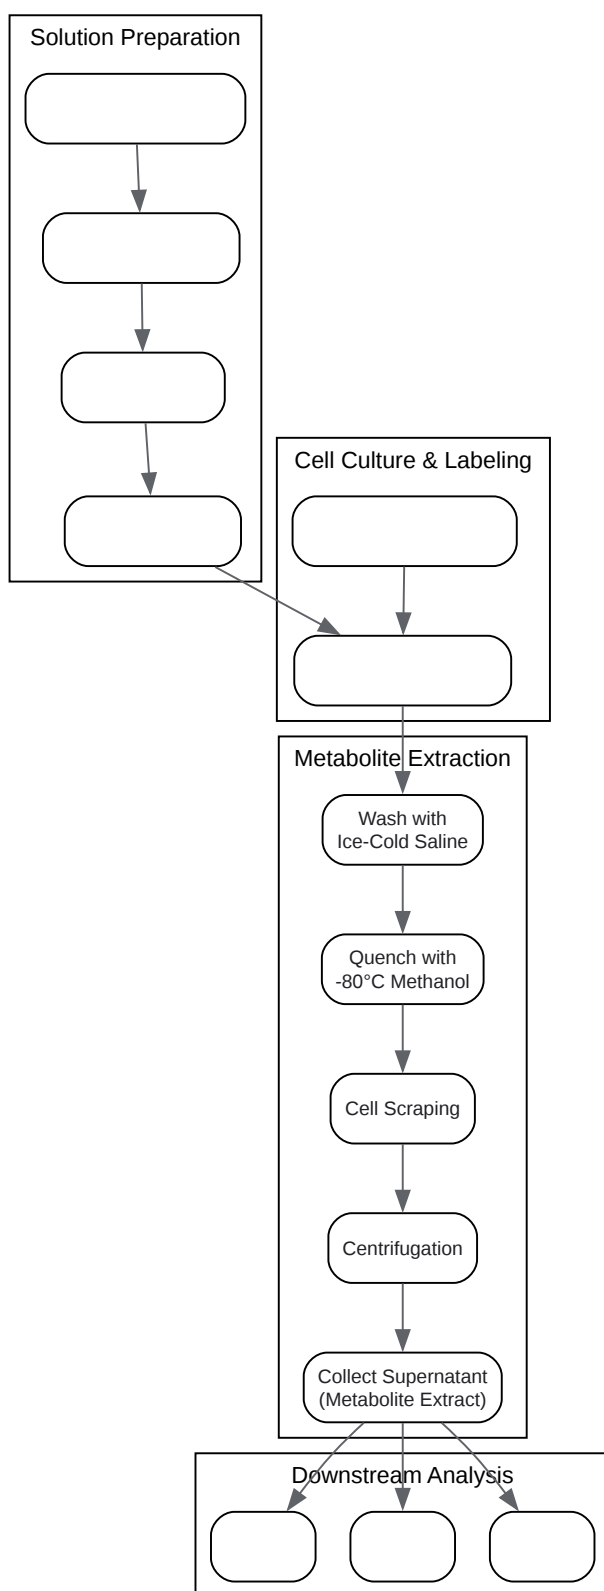 Solution Preparation
Cell Culture & Labeling
Metabolite Extraction
Wash with
Ice-Cold Saline
Quench with
-80°C Methanol
Cell Scraping
Centrifugation
Collect Supernatant
(Metabolite Extract)
Downstream Analysis